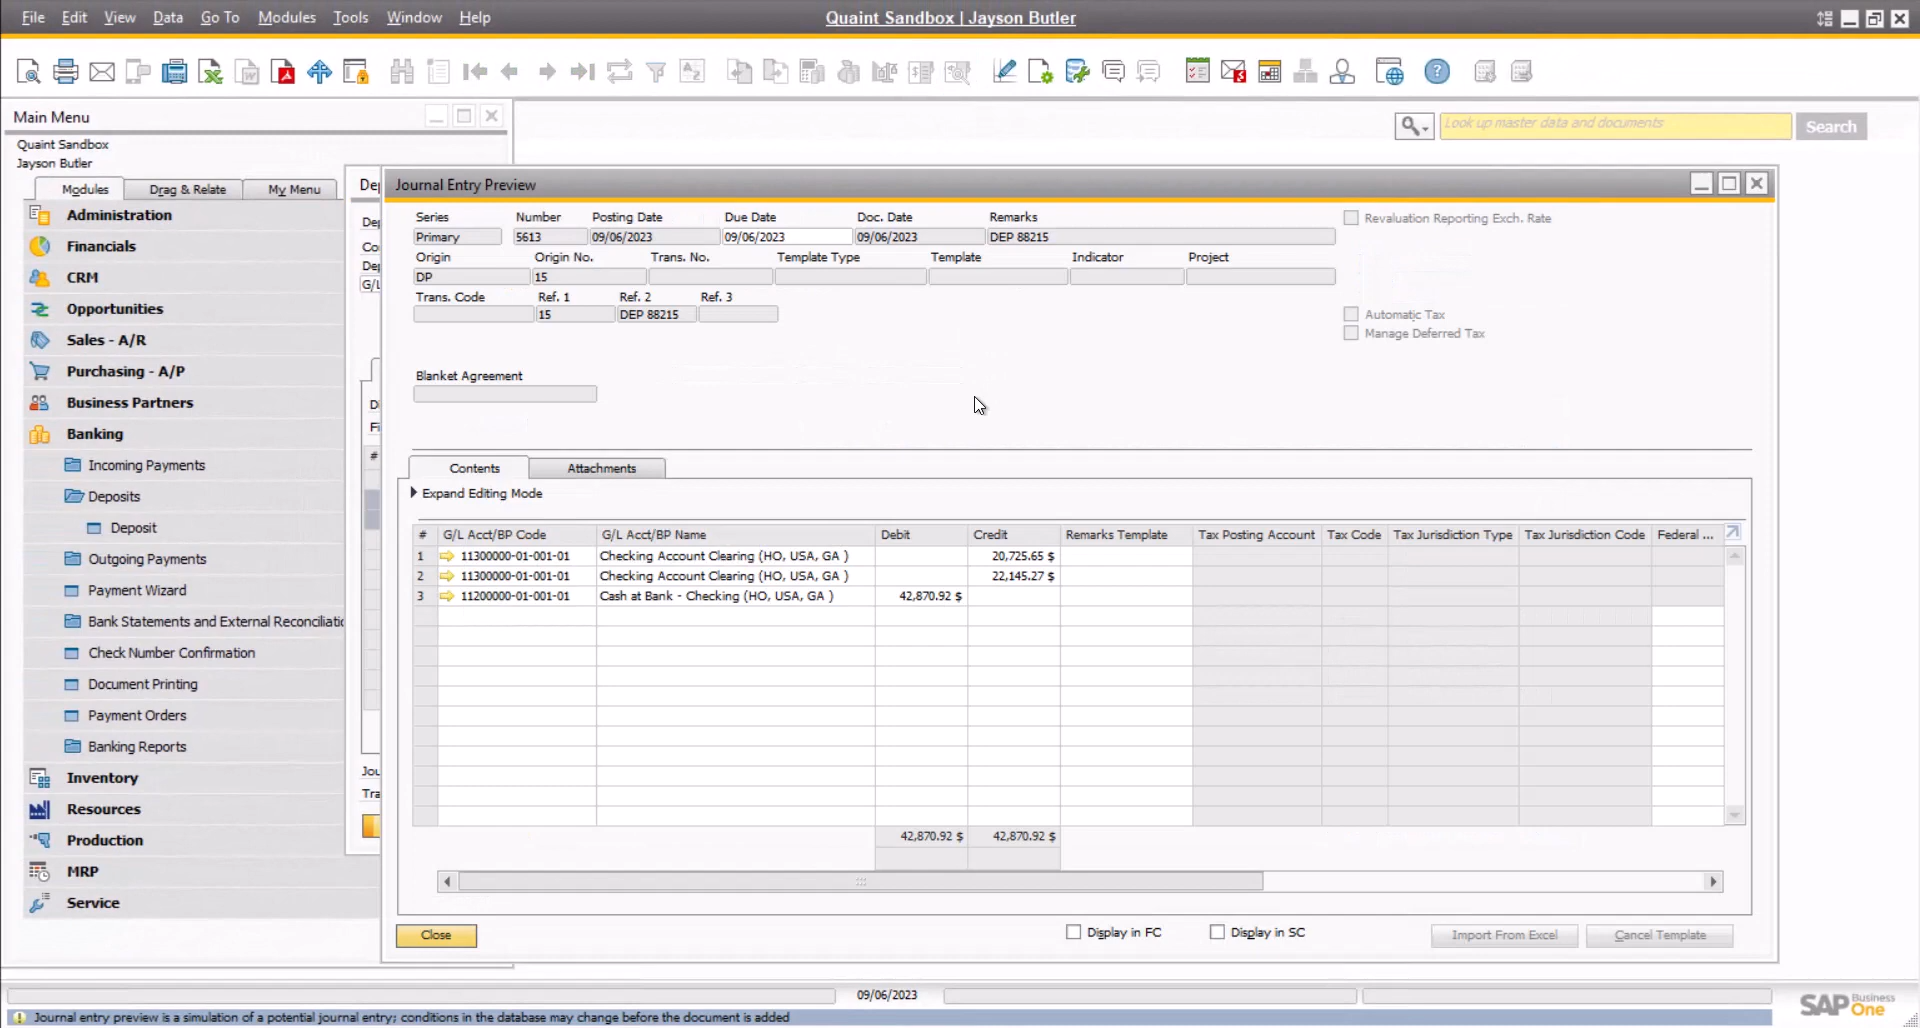 File Edit View Data Go To Modules Tools Window Help
Quaint Sandbox | Jayson Butler
Main Menu
Look up master data and documents
Search
Quaint Sandbox
Jayson Butler
Modules Drag & Relate My Menu
Administration
Financials
CRM
Opportunities
Sales - A/R
Purchasing - A/P
Business Partners
Banking
Incoming Payments
Deposits
Deposit
Outgoing Payments
Payment Wizard
Bank Statements and External Reconciliatio
Check Number Confirmation
Document Printing
Payment Orders
Banking Reports
Inventory
Resources
Production
MRP
Service
Dep
Dep
Co
Dep
G/L
Di
Fi
#
Jou
Tra
Journal Entry Preview
Series Number Posting Date Due Date Doc. Date Remarks
Revaluation Reporting Exch. Rate
Primary 5613 09/06/2023 09/06/2023 09/06/2023 DEP 88215
Origin Origin No. Trans. No. Template Type Template Indicator Project
DP 15
Trans. Code Ref. 1 Ref. 2 Ref. 3
15 DEP 88215
Automatic Tax
Manage Deferred Tax
Blanket Agreement
Contents Attachments
Expand Editing Mode
# G/L Acct/BP Code G/L Acct/BP Name Debit Credit Remarks Template Tax Posting Account Tax Code Tax Jurisdiction Type Tax Jurisdiction Code Federal ...
1 11300000-01-001-01 Checking Account Clearing (HO, USA, GA ) 20,725.65 $
2 11300000-01-001-01 Checking Account Clearing (HO, USA, GA ) 22,145.27 $
3 11200000-01-001-01 Cash at Bank - Checking (HO, USA, GA ) 42,870.92 $
42,870.92 $ 42,870.92 $
Close
Display in FC
Display in SC
Import From Excel
Cancel Template
09/06/2023
SAP Business One
Journal entry preview is a simulation of a potential journal entry; conditions in the database may change before the document is added